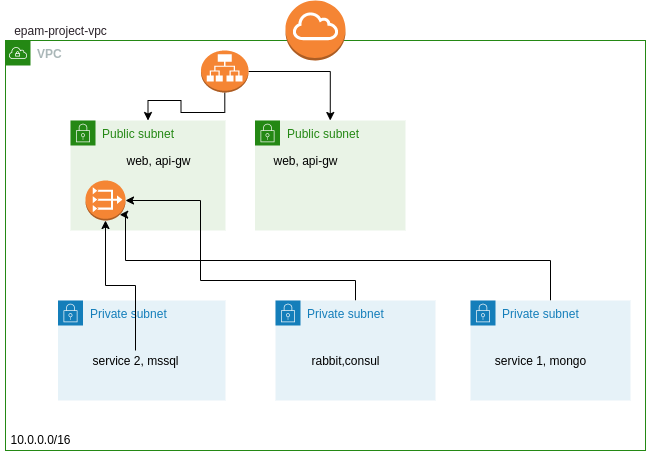 epam-project-vpc
VPC
Public subnet
Public subnet
web, api-gw
web, api-gw
Private subnet
Private subnet
Private subnet
service 2, mssql
rabbit,consul
service 1, mongo
10.0.0.0/16